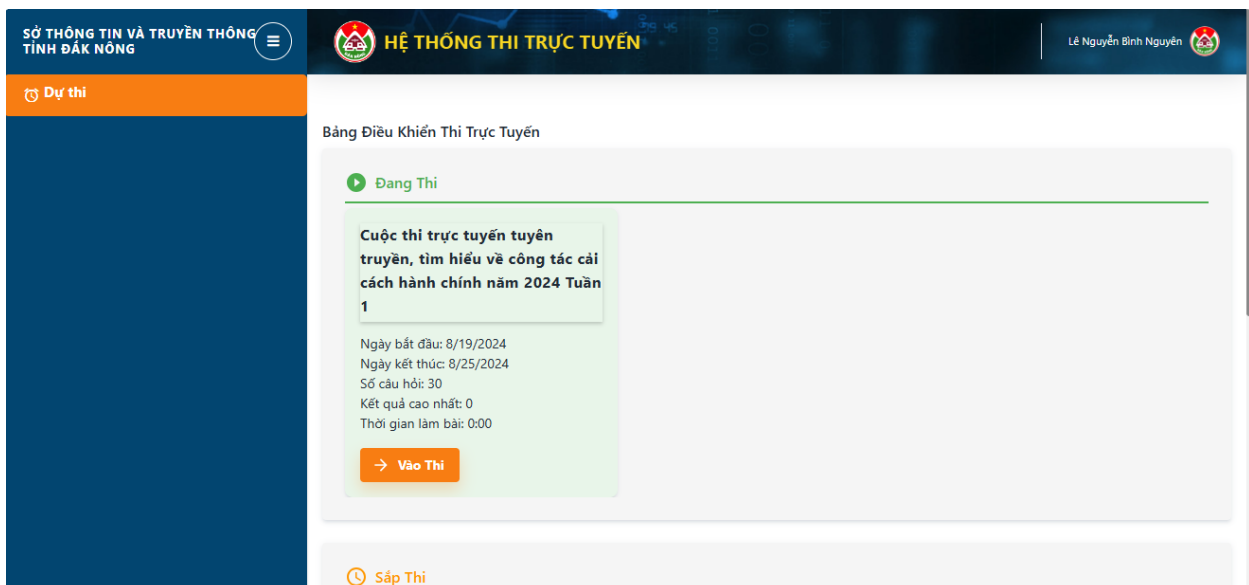 SỞ THÔNG TIN VÀ TRUYỀN THÔNG
TỈNH ĐẮK NÔNG
HỆ THỐNG THI TRỰC TUYẾN
Lê Nguyễn Bình Nguyên
Dự thi
Bảng Điều Khiển Thi Trực Tuyến
Đang Thi
Cuộc thi trực tuyến tuyên
truyền, tìm hiểu về công tác cải
cách hành chính năm 2024 Tuần
1
Ngày bắt đầu: 8/19/2024
Ngày kết thúc: 8/25/2024
Số câu hỏi: 30
Kết quả cao nhất: 0
Thời gian làm bài: 0:00
Vào Thi
Sắp Thi